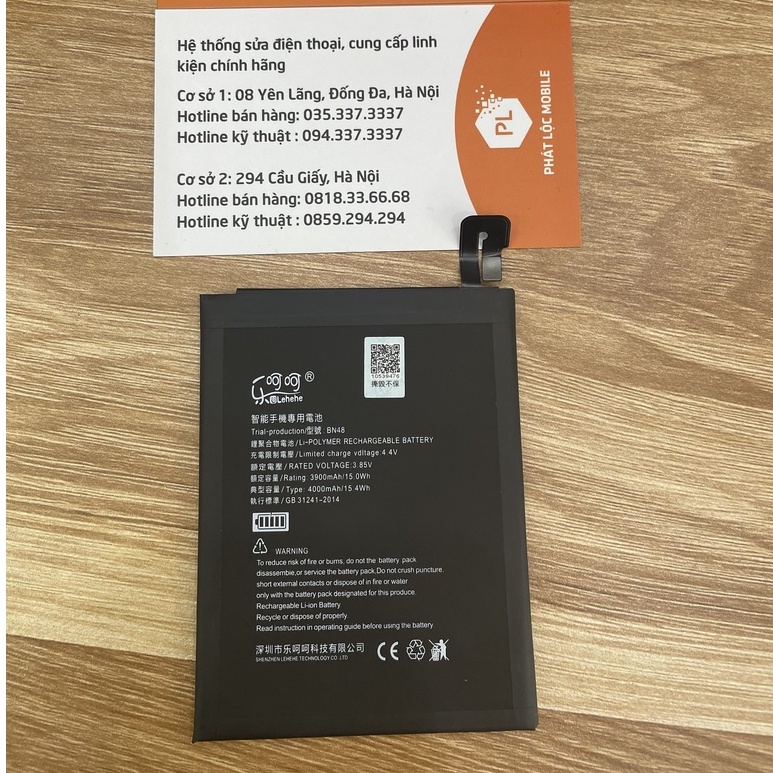 Hệ thống sửa điện thoại, cung cấp linh
kiện chính hãng
Cơ sở 1: 08 Yên Lãng, Đống Đa, Hà Nội
Hotline bán hàng: 035.337.3337
Hotline kỹ thuật : 094.337.3337
Cơ sở 2: 294 Cầu Giấy, Hà Nội
Hotline bán hàng: 0818.33.66.68
Hotline kỹ thuật : 0859.294.294
PL
PHÁT LỘC MOBILE
10539476
撕毁不保
乐呵呵®
Lehehe
智能手機專用電池
Trial-production/型號: BN48
鋰聚合物電池/Li-POLYMER RECHARGEABLE BATTERY
充電限制電壓/Limited charge vdltage:4.4V
額定電壓/RATED VOLTAGE:3.85V
額定容量/Rating 3900mAh/15.0Wh
典型容量/Type: 4000mAh/15.4Wh
執行標準/GB 31241-2014
WARNING
To reduce risk of fire or burns, do not the battery pack
disassemble,or service the battery pack.Do not crush puncture.
short external contacts or dispose of in fire or water
only with the battery pack designated for this produce.
Rechargeable Li-ion Battery
Recycle or dispose of properly
Read instruction in operating guide before using the battery
深圳市乐呵呵科技有限公司
SHENZHEN LEHEHE TECHNOLOGY CO.,LTD
CE